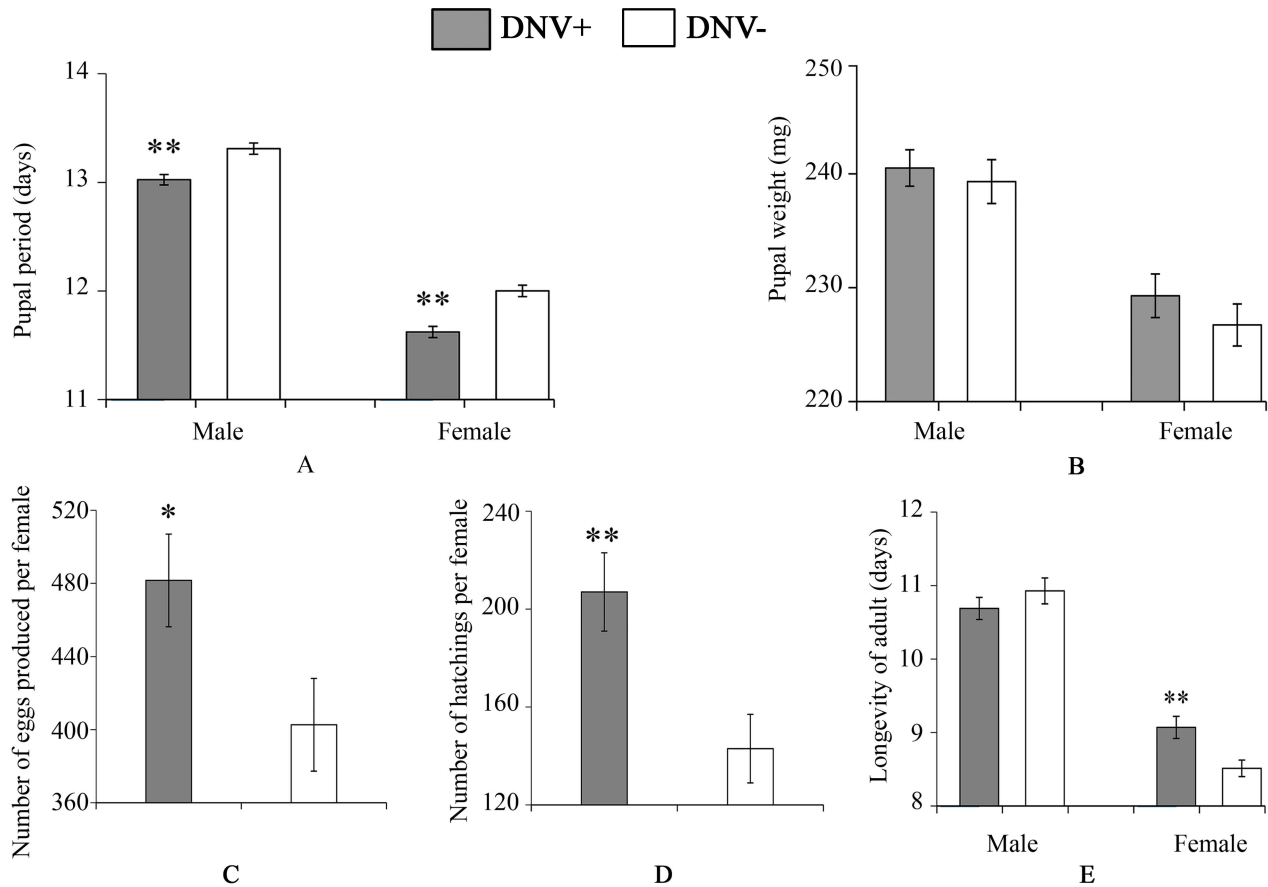 DNV+ DNV-
Pupal period (days)
14
13
12
11
**
**
Male Female
A
Pupal weight (mg)
250
240
230
220
Male Female
B
Number of eggs produced per female
520
480
440
400
360
*
C
Number of hatchings per female
240
200
160
120
**
D
Longevity of adult (days)
12
11
10
9
8
**
Male Female
E